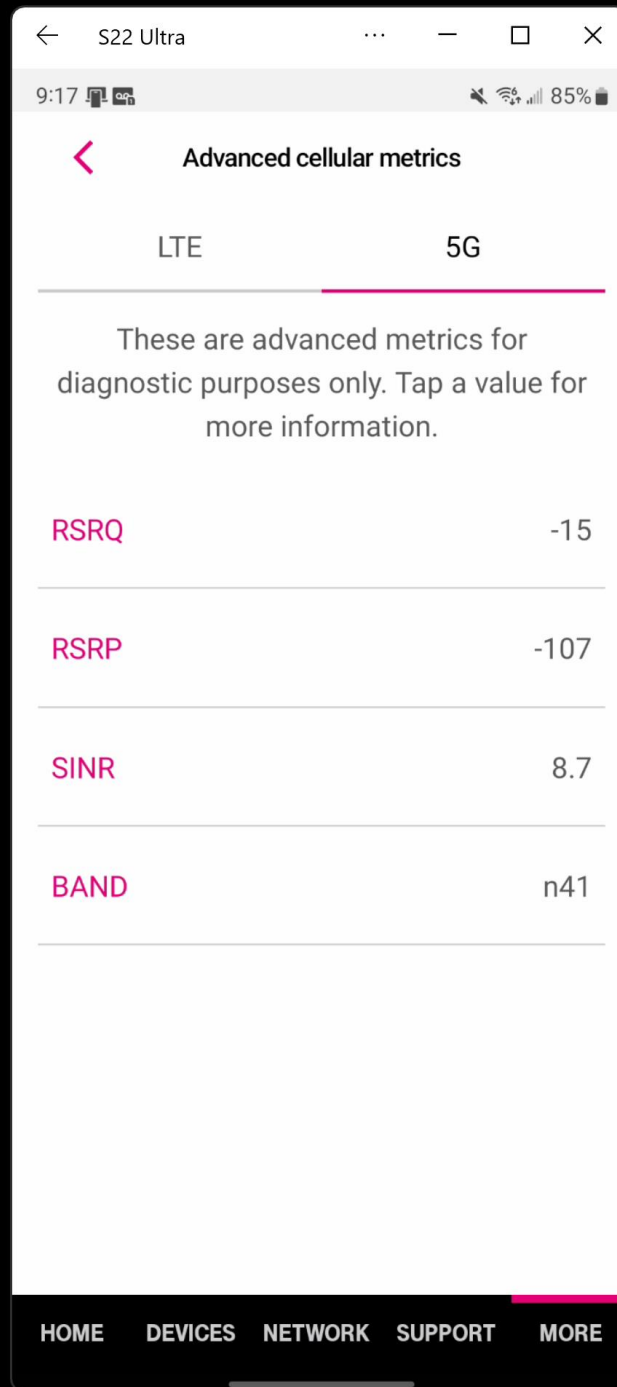 S22 Ultra
9:17 85%
Advanced cellular metrics
LTE 5G
These are advanced metrics for
diagnostic purposes only. Tap a value for
more information.
RSRQ -15
RSRP -107
SINR 8.7
BAND n41
HOME DEVICES NETWORK SUPPORT MORE